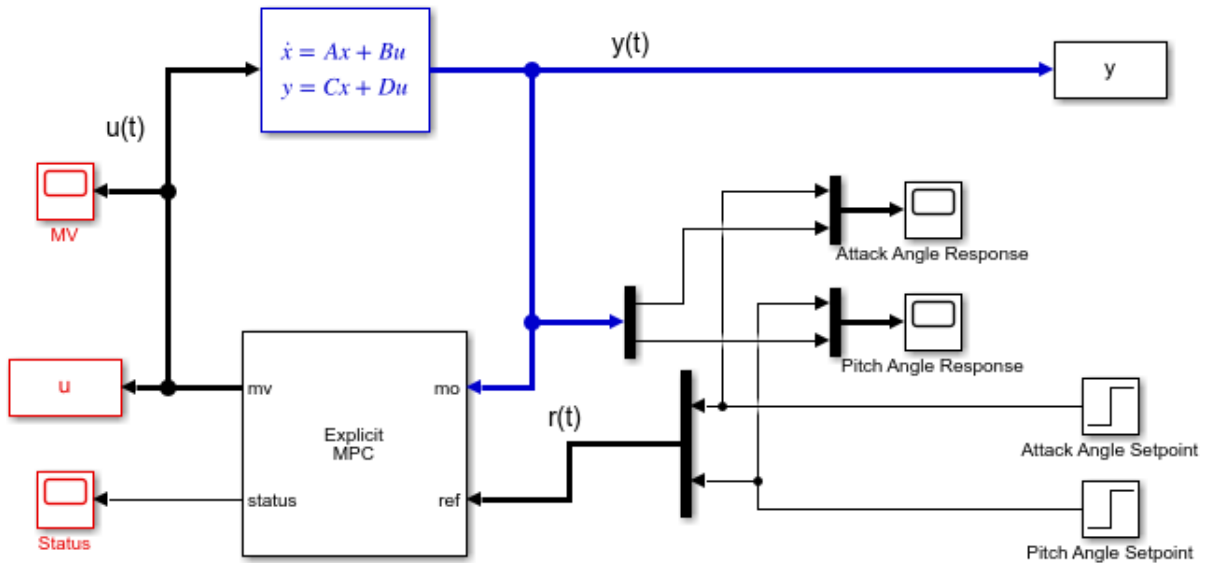 ẋ = Ax + Bu
y = Cx + Du
y(t)
y
u(t)
MV
Attack Angle Response
Pitch Angle Response
u
mv
mo
Explicit
MPC
r(t)
status
ref
Attack Angle Setpoint
Status
Pitch Angle Setpoint